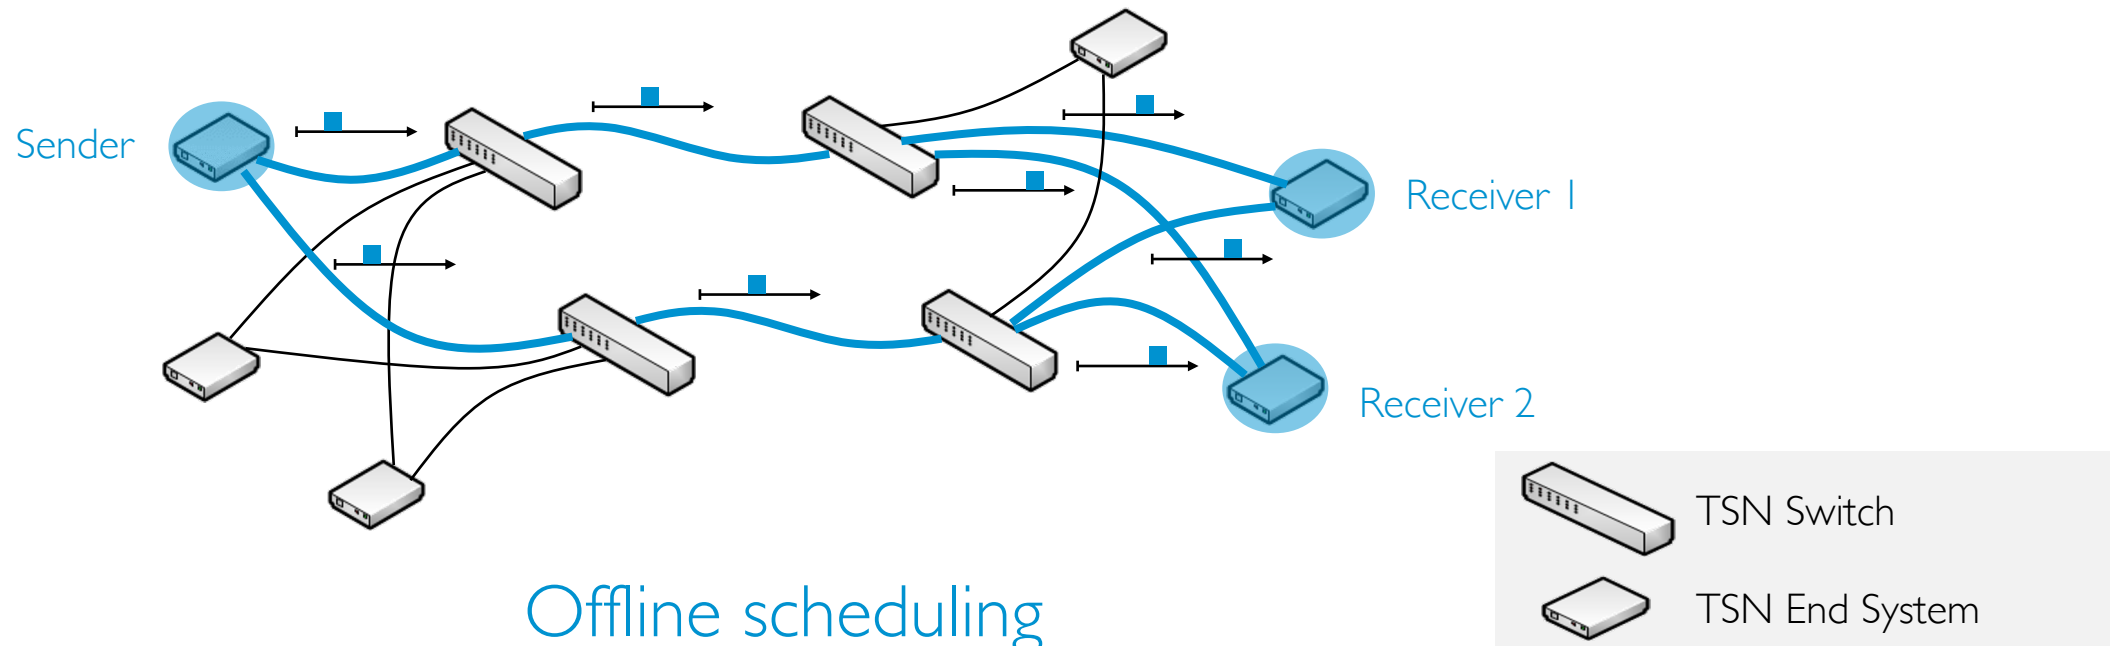 Sender
Receiver 1
Receiver 2
TSN Switch
TSN End System
Offline scheduling